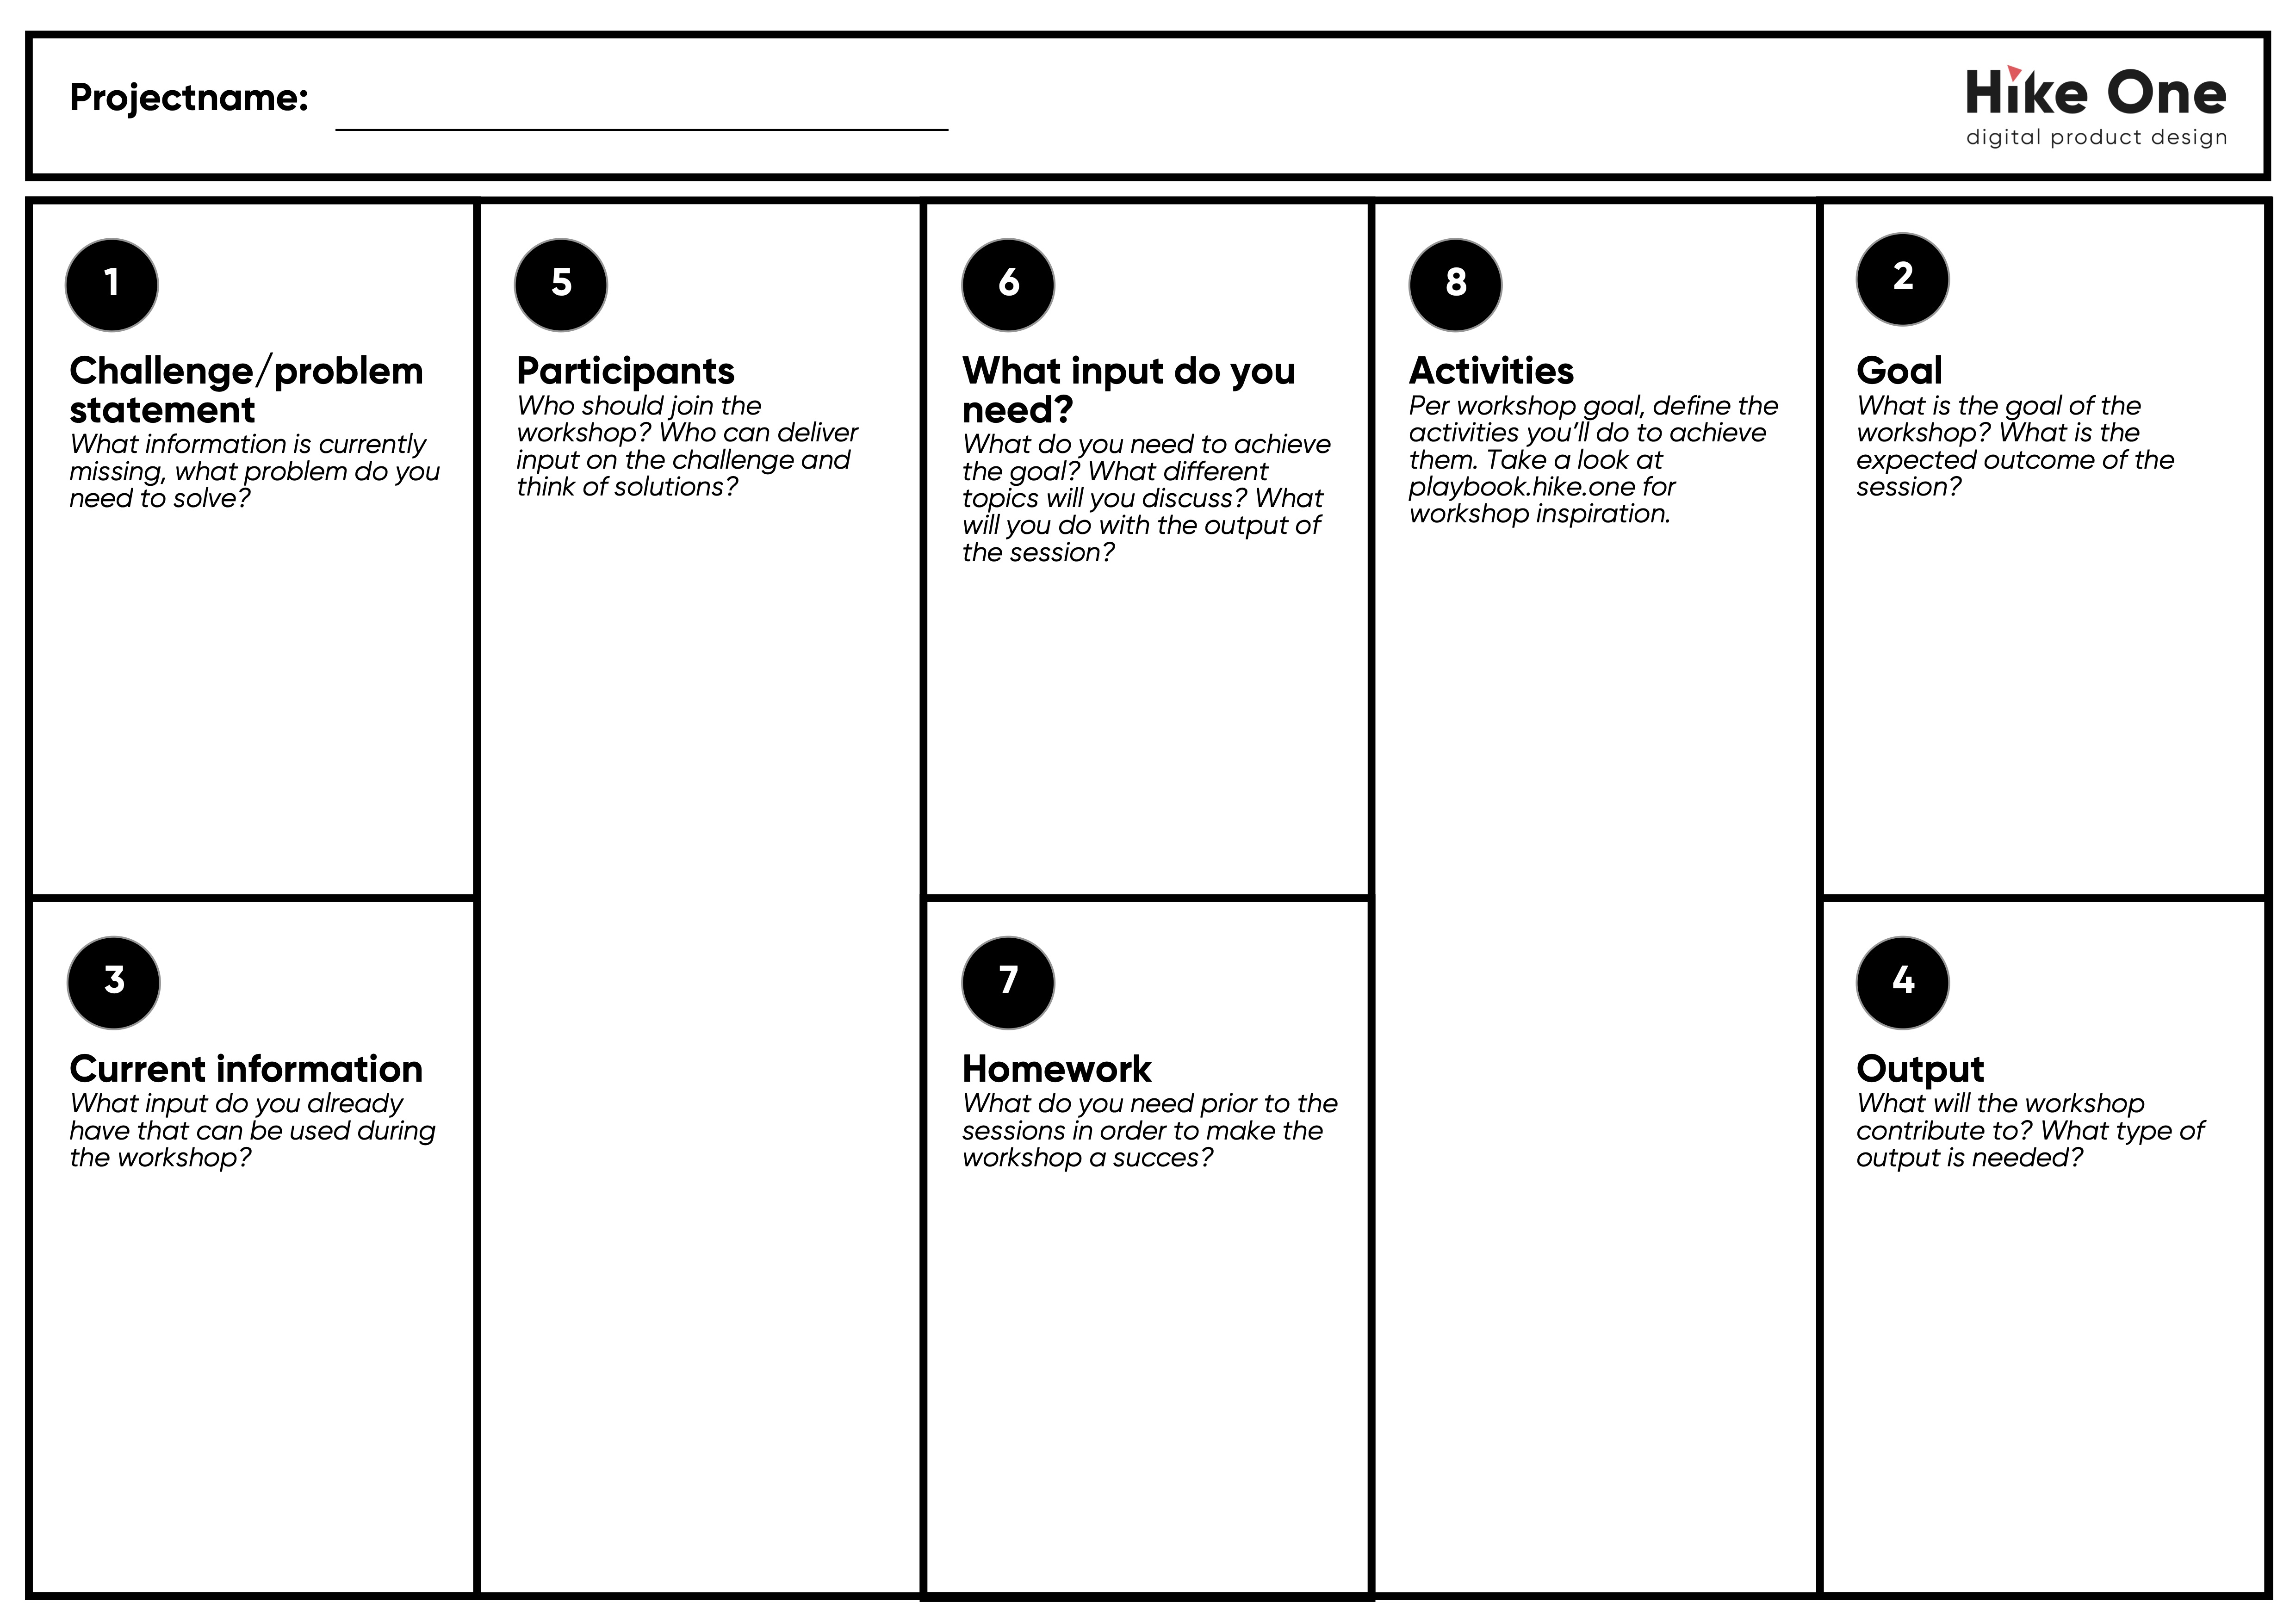 Projectname:
Hike One
digital product design
1
Challenge/problem
statement
What information is currently
missing, what problem do you
need to solve?
5
Participants
Who should join the
workshop? Who can deliver
input on the challenge and
think of solutions?
6
What input do you
need?
What do you need to achieve
the goal? What different
topics will you discuss? What
will you do with the output of
the session?
8
Activities
Per workshop goal, define the
activities you’ll do to achieve
them. Take a look at
playbook.hike.one for
workshop inspiration.
2
Goal
What is the goal of the
workshop? What is the
expected outcome of the
session?
3
Current information
What input do you already
have that can be used during
the workshop?
7
Homework
What do you need prior to the
sessions in order to make the
workshop a succes?
4
Output
What will the workshop
contribute to? What type of
output is needed?